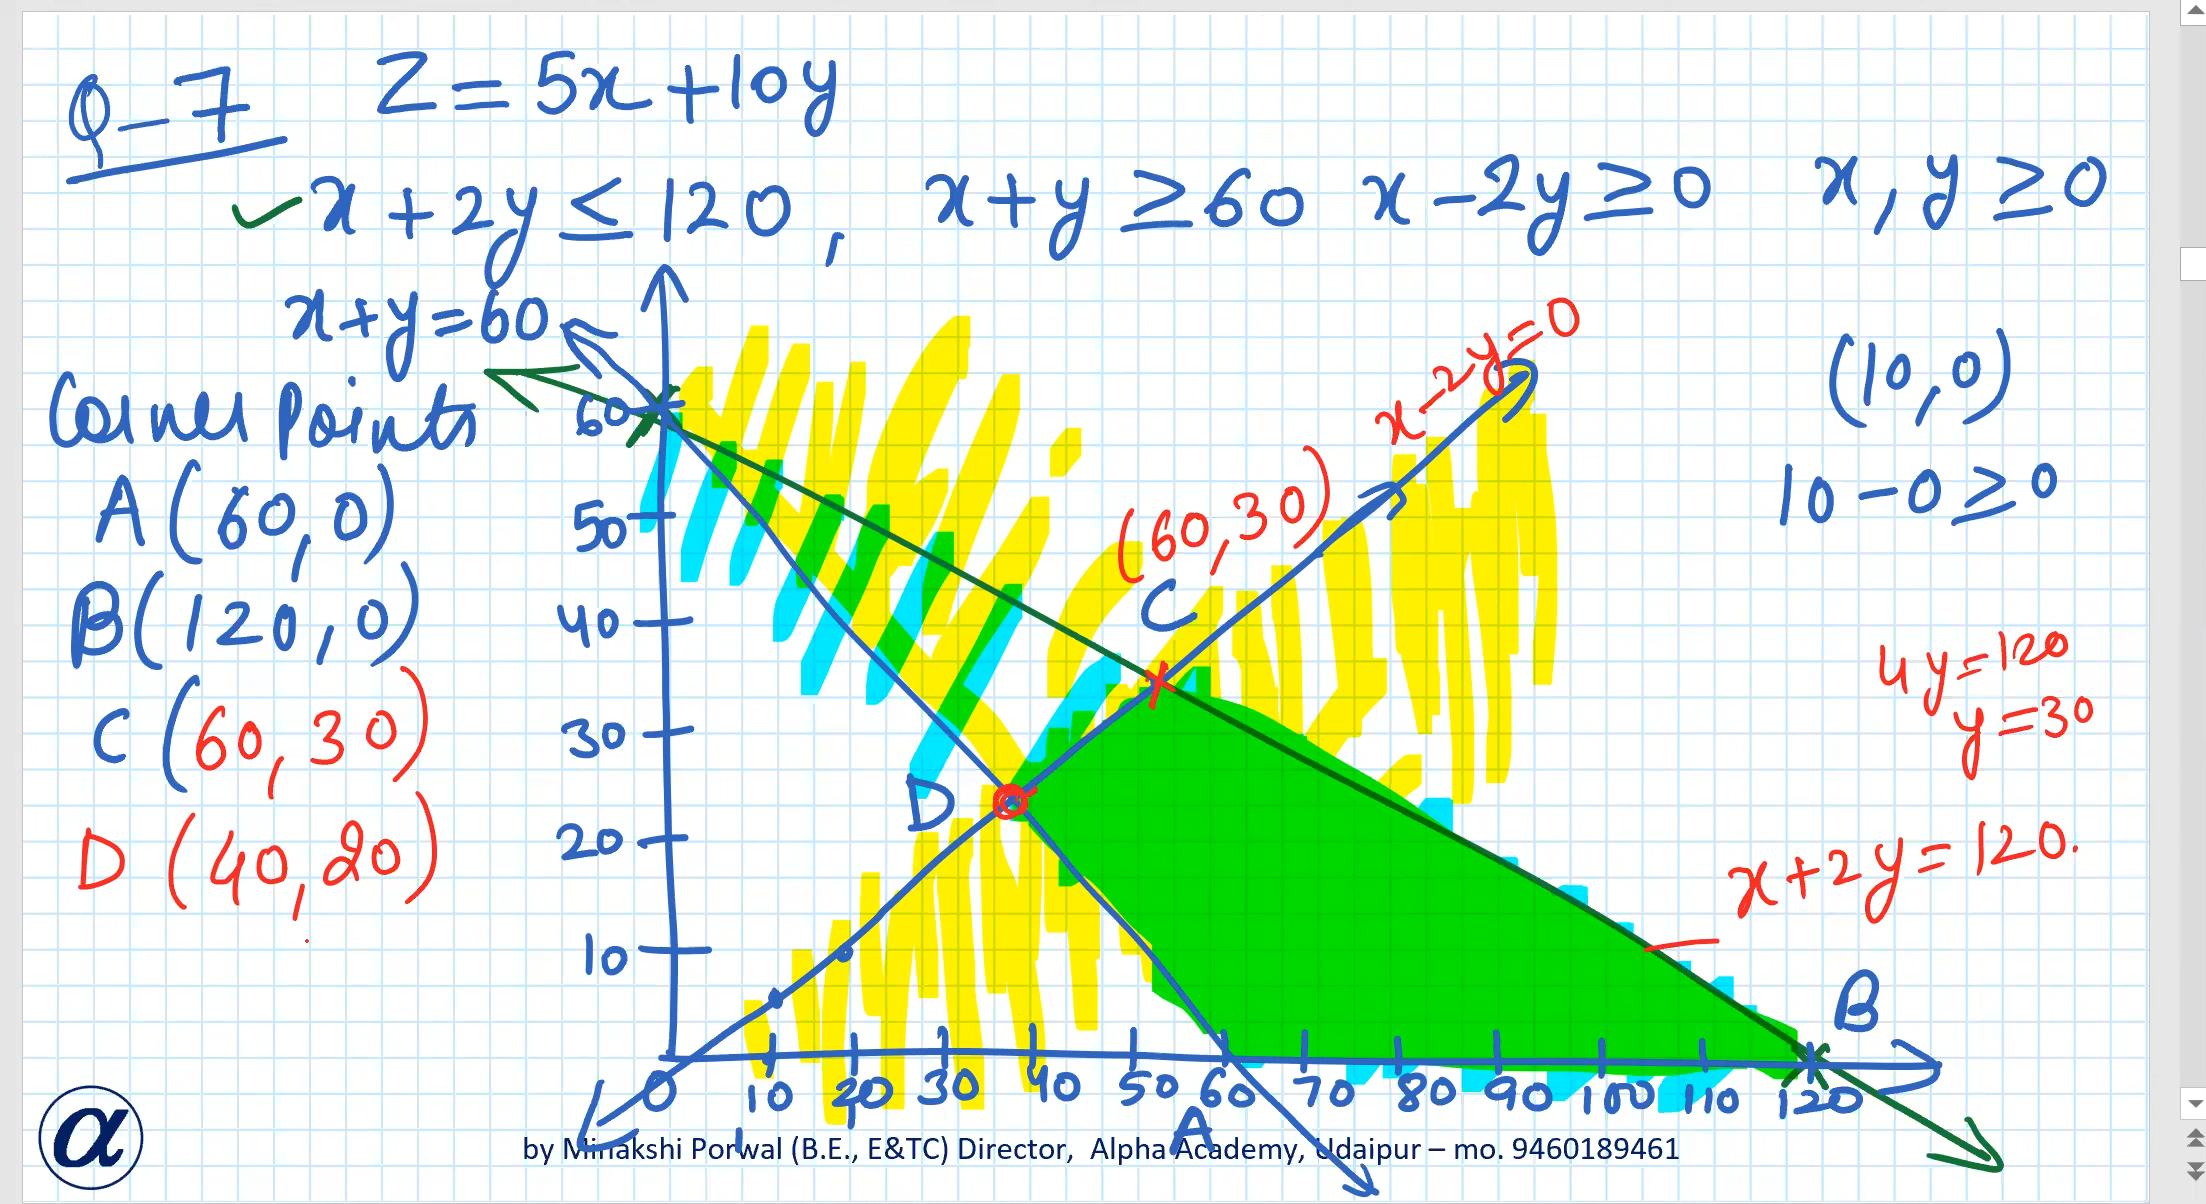 Q-7 Z = 5x + 10y
x + 2y ≤ 120, x + y ≥ 60 x - 2y ≥ 0 x, y ≥ 0
x + y = 60
x - 2y = 0
(10, 0)
Corner Points
60
A (60, 0)
50
(60, 30)
10 - 0 ≥ 0
C
B (120, 0)
40
4y = 120
C (60, 30)
30
y = 30
D
D (40, 20)
20
x + 2y = 120.
10
B
0 10 20 30 40 50 60 70 80 90 100 110 120
A
α
by Minakshi Porwal (B.E., E&TC) Director, Alpha Academy, Udaipur – mo. 9460189461